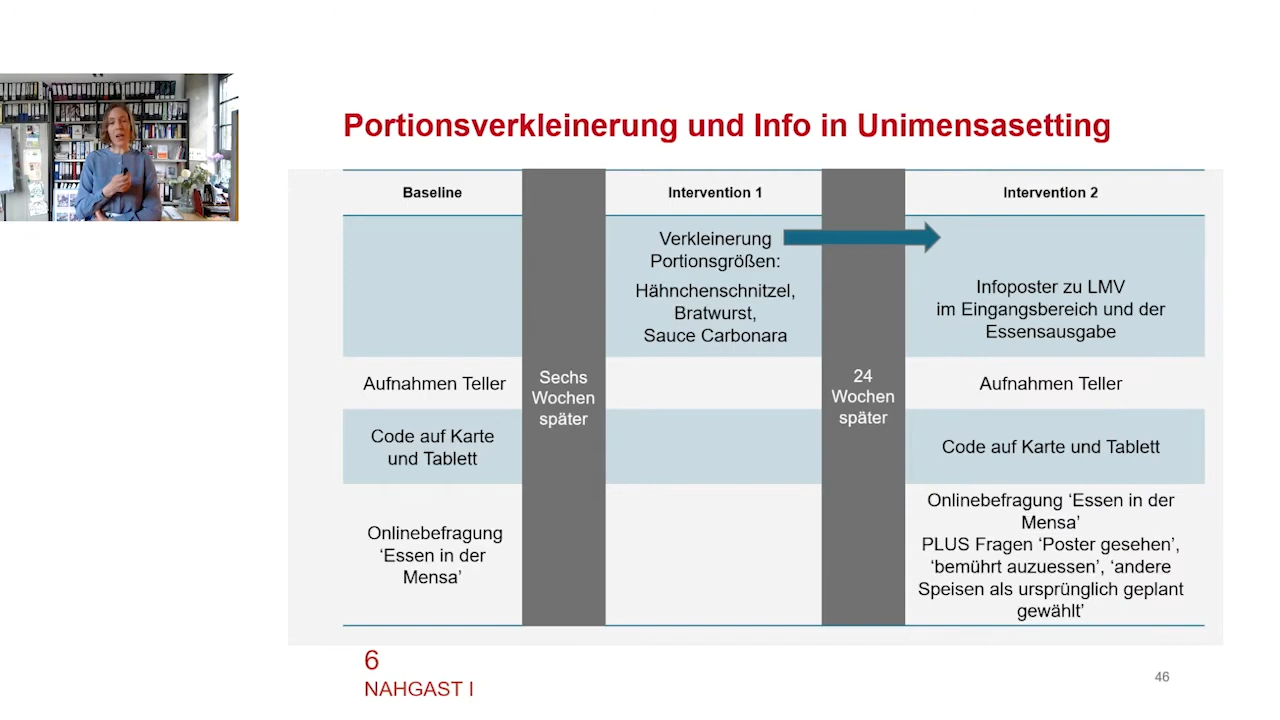 Portionsverkleinerung und Info in Unimensasetting
Baseline
Intervention 1
Intervention 2
Verkleinerung
Portionsgrößen:
Hähnchenschnitzel,
Bratwurst,
Sauce Carbonara
Infoposter zu LMV
im Eingangsbereich und der
Essensausgabe
Aufnahmen Teller
Sechs
Wochen
später
24
Wochen
später
Aufnahmen Teller
Code auf Karte
und Tablett
Code auf Karte und Tablett
Onlinebefragung
‘Essen in der
Mensa’
Onlinebefragung ‘Essen in der
Mensa’
PLUS Fragen ‘Poster gesehen’,
‘bemührt auzuessen’, ‘andere
Speisen als ursprünglich geplant
gewählt’
6
NAHGAST I
46